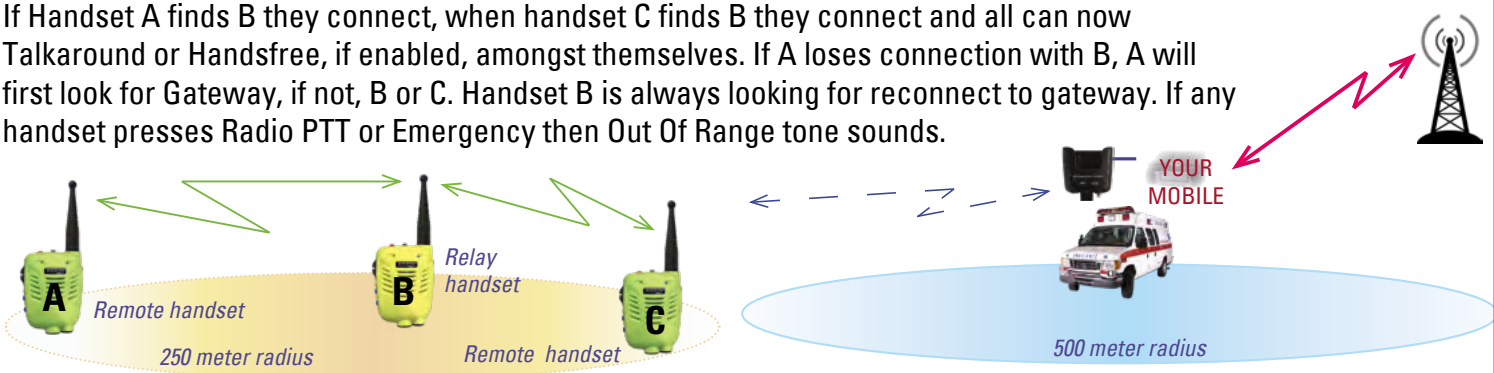 If Handset A finds B they connect, when handset C finds B they connect and all can now
Talkaround or Handsfree, if enabled, amongst themselves. If A loses connection with B, A will
first look for Gateway, if not, B or C. Handset B is always looking for reconnect to gateway. If any
handset presses Radio PTT or Emergency then Out Of Range tone sounds.
YOUR
MOBILE
Relay
handset
A
B
C
Remote handset
250 meter radius
Remote handset
500 meter radius